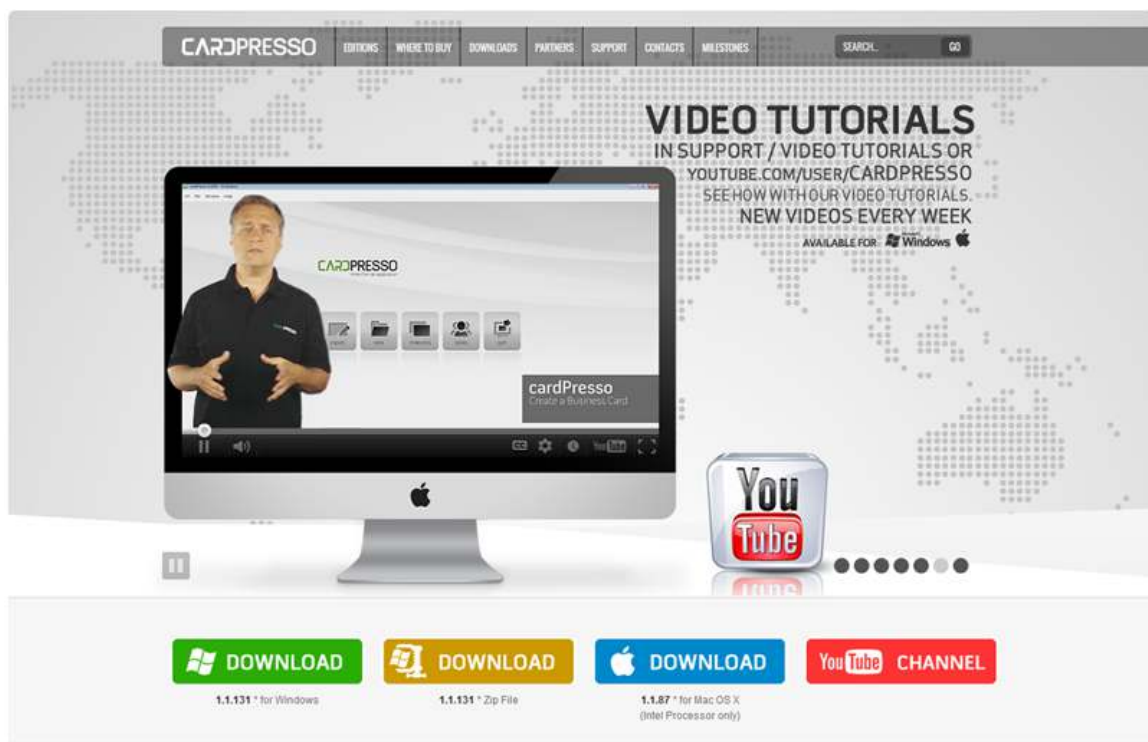 CARDPRESSO
EDITIONS
WHERE TO BUY
DOWNLOADS
PARTNERS
SUPPORT
CONTACTS
MILESTONES
SEARCH...
GO
VIDEO TUTORIALS
IN SUPPORT / VIDEO TUTORIALS OR
YOUTUBE.COM/USER/CARDPRESSO
SEE HOW WITH OUR VIDEO TUTORIALS.
NEW VIDEOS EVERY WEEK
AVAILABLE FOR Windows
CARDPRESSO
cardPresso
Create a Business Card
CC
YouTube
You
Tube
DOWNLOAD
1.1.131 * for Windows
DOWNLOAD
1.1.131 * Zip File
DOWNLOAD
1.1.87 * for Mac OS X
(Intel Processor only)
YouTube CHANNEL